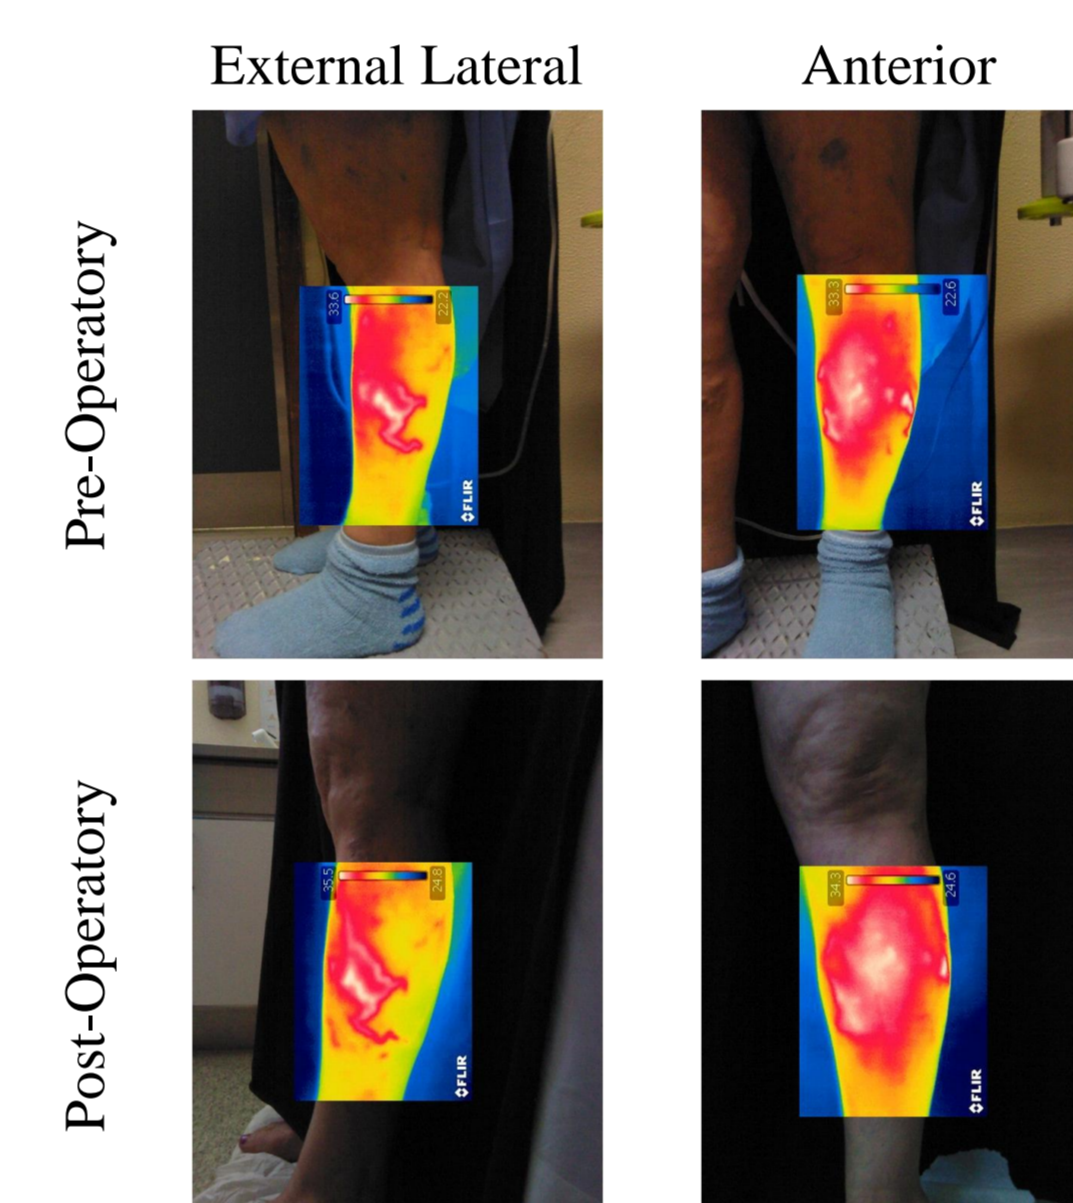 External Lateral
Anterior
Pre-Operatory
33.6
22.2
FLIR
33.3
22.6
FLIR
Post-Operatory
35.5
24.8
FLIR
34.3
24.6
FLIR